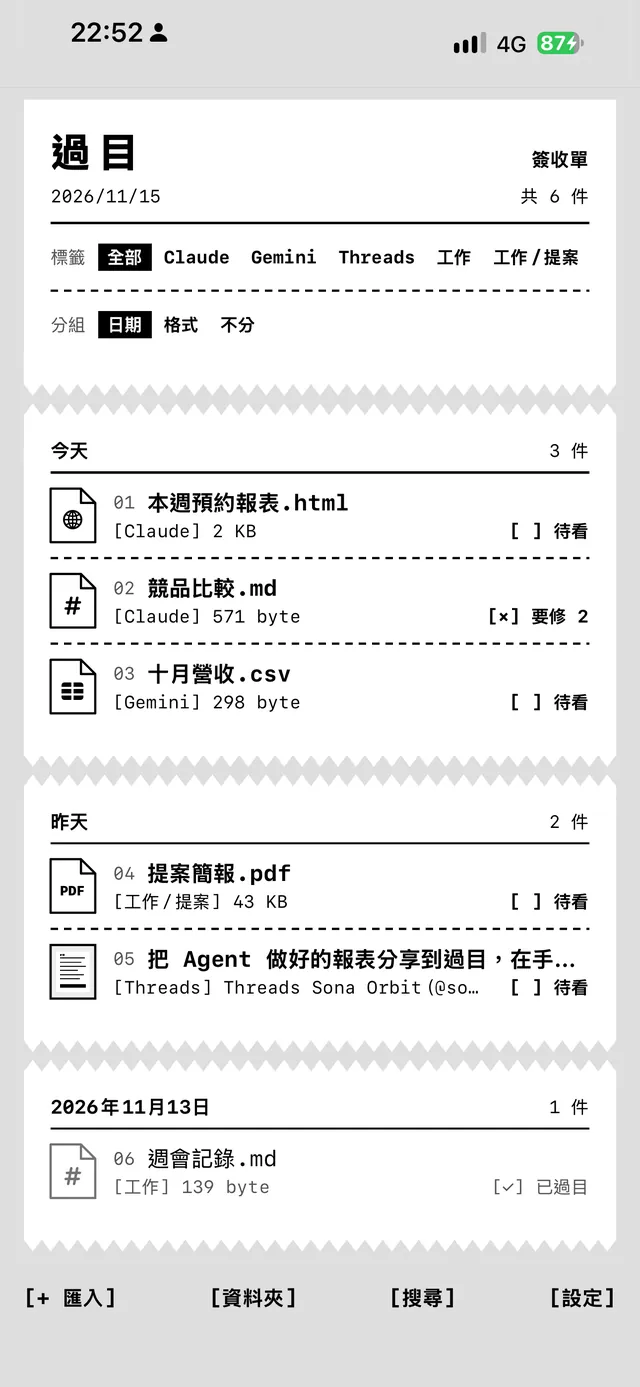 22:52
4G 87
過目
簽收單
2026/11/15 共 6 件
標籤 全部 Claude Gemini Threads 工作 工作/提案
分組 日期 格式 不分
今天 3 件
01 本週預約報表.html
[Claude] 2 KB [ ] 待看
# 02 競品比較.md
[Claude] 571 byte [×] 要修 2
03 十月營收.csv
[Gemini] 298 byte [ ] 待看
昨天 2 件
PDF 04 提案簡報.pdf
[工作/提案] 43 KB [ ] 待看
05 把 Agent 做好的報表分享到過目，在手…
[Threads] Threads Sona Orbit (@so… [ ] 待看
2026年11月13日 1 件
# 06 週會記錄.md
[工作] 139 byte [✓] 已過目
[+ 匯入] [資料夾] [搜尋] [設定]